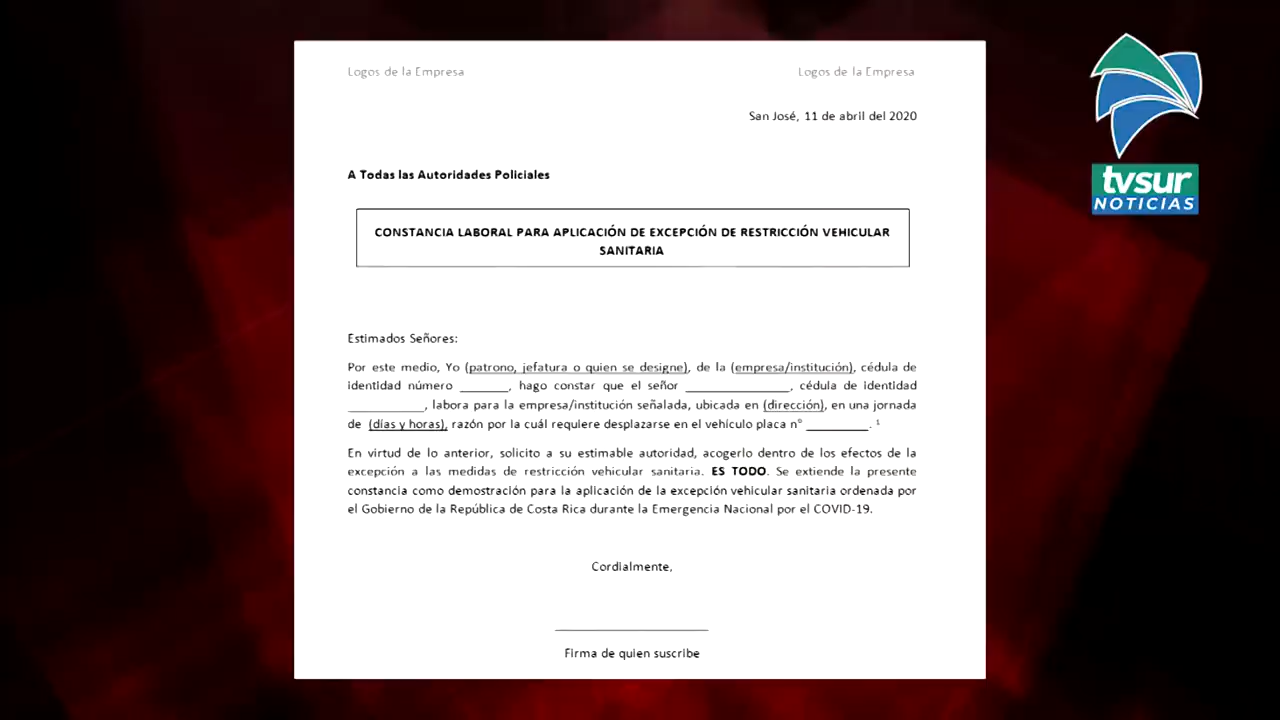 Logos de la Empresa
Logos de la Empresa
San José, 11 de abril del 2020
A Todas las Autoridades Policiales
CONSTANCIA LABORAL PARA APLICACIÓN DE EXCEPCIÓN DE RESTRICCIÓN VEHICULAR
SANITARIA
Estimados Señores:
Por este medio, Yo (patrono, jefatura o quien se designe), de la (empresa/institución), cédula de
identidad número _______, hago constar que el señor _______________, cédula de identidad
___________, labora para la empresa/institución señalada, ubicada en (dirección), en una jornada
de (días y horas), razón por la cuál requiere desplazarse en el vehículo placa n° _________. ¹
En virtud de lo anterior, solicito a su estimable autoridad, acogerlo dentro de los efectos de la
excepción a las medidas de restricción vehicular sanitaria. ES TODO. Se extiende la presente
constancia como demostración para la aplicación de la excepción vehicular sanitaria ordenada por
el Gobierno de la República de Costa Rica durante la Emergencia Nacional por el COVID-19.
Cordialmente,
Firma de quien suscribe
tvsur
NOTICIAS